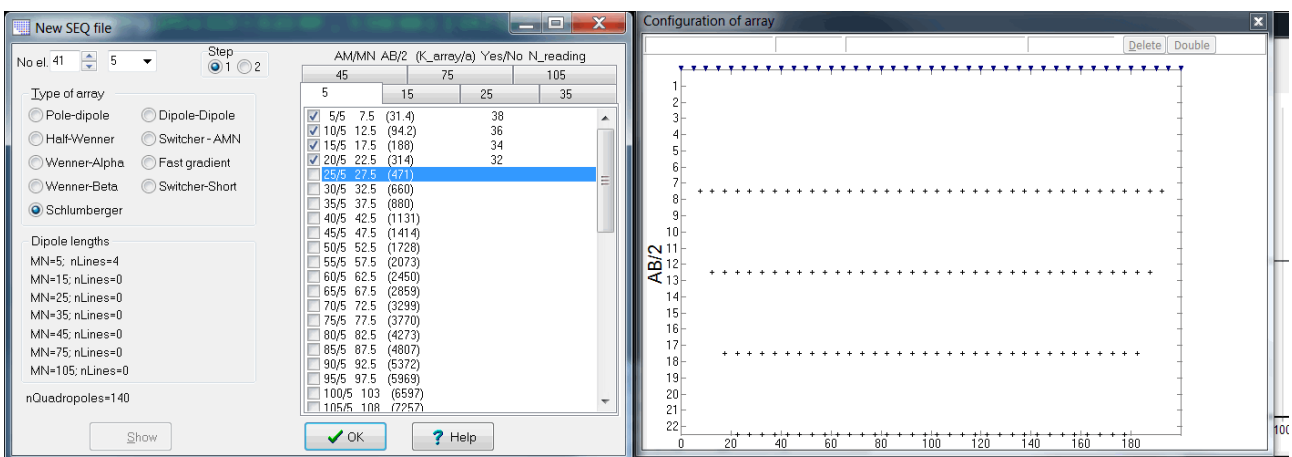 New SEQ file
No el. 41 5 Step 1 2
Type of array
Pole-dipole Dipole-Dipole
Half-Wenner Switcher - AMN
Wenner-Alpha Fast gradient
Wenner-Beta Switcher-Short
Schlumberger
Dipole lengths
MN=5; nLines=4
MN=15; nLines=0
MN=25; nLines=0
MN=35; nLines=0
MN=45; nLines=0
MN=75; nLines=0
MN=105; nLines=0
nQuadropoles=140
Show
AM/MN AB/2 (K_array/a) Yes/No N_reading
45 75 105
5 15 25 35
5/5 7.5 (31.4) 38
10/5 12.5 (94.2) 36
15/5 17.5 (188) 34
20/5 22.5 (314) 32
25/5 27.5 (471)
30/5 32.5 (660)
35/5 37.5 (880)
40/5 42.5 (1131)
45/5 47.5 (1414)
50/5 52.5 (1728)
55/5 57.5 (2073)
60/5 62.5 (2450)
65/5 67.5 (2859)
70/5 72.5 (3299)
75/5 77.5 (3770)
80/5 82.5 (4273)
85/5 87.5 (4807)
90/5 92.5 (5372)
95/5 97.5 (5969)
100/5 103 (6597)
105/5 108 (7257)
OK ? Help
Configuration of array
Delete Double
1
2
3
4
5
6
7
8
9
10
11
12
13
14
15
16
17
18
19
20
21
22
AB/2
0 20 40 60 80 100 120 140 160 180
100